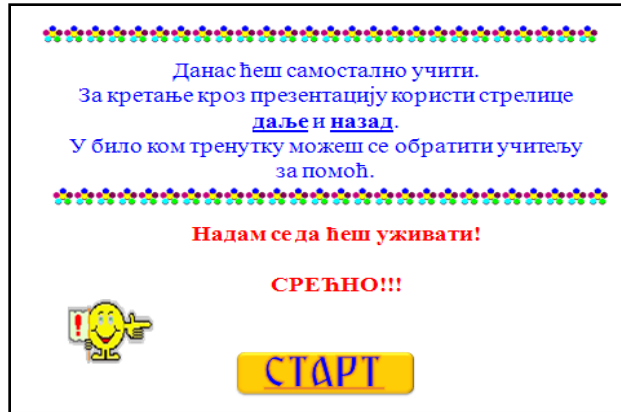 Данас ћеш самостално учити.
За кретање кроз презентацију користи стрелице
даље и назад.
У било ком тренутку можеш се обратити учитељу
за помоћ.
Надам се да ћеш уживати!
СРЕЋНО!!!
!
СТАРТ